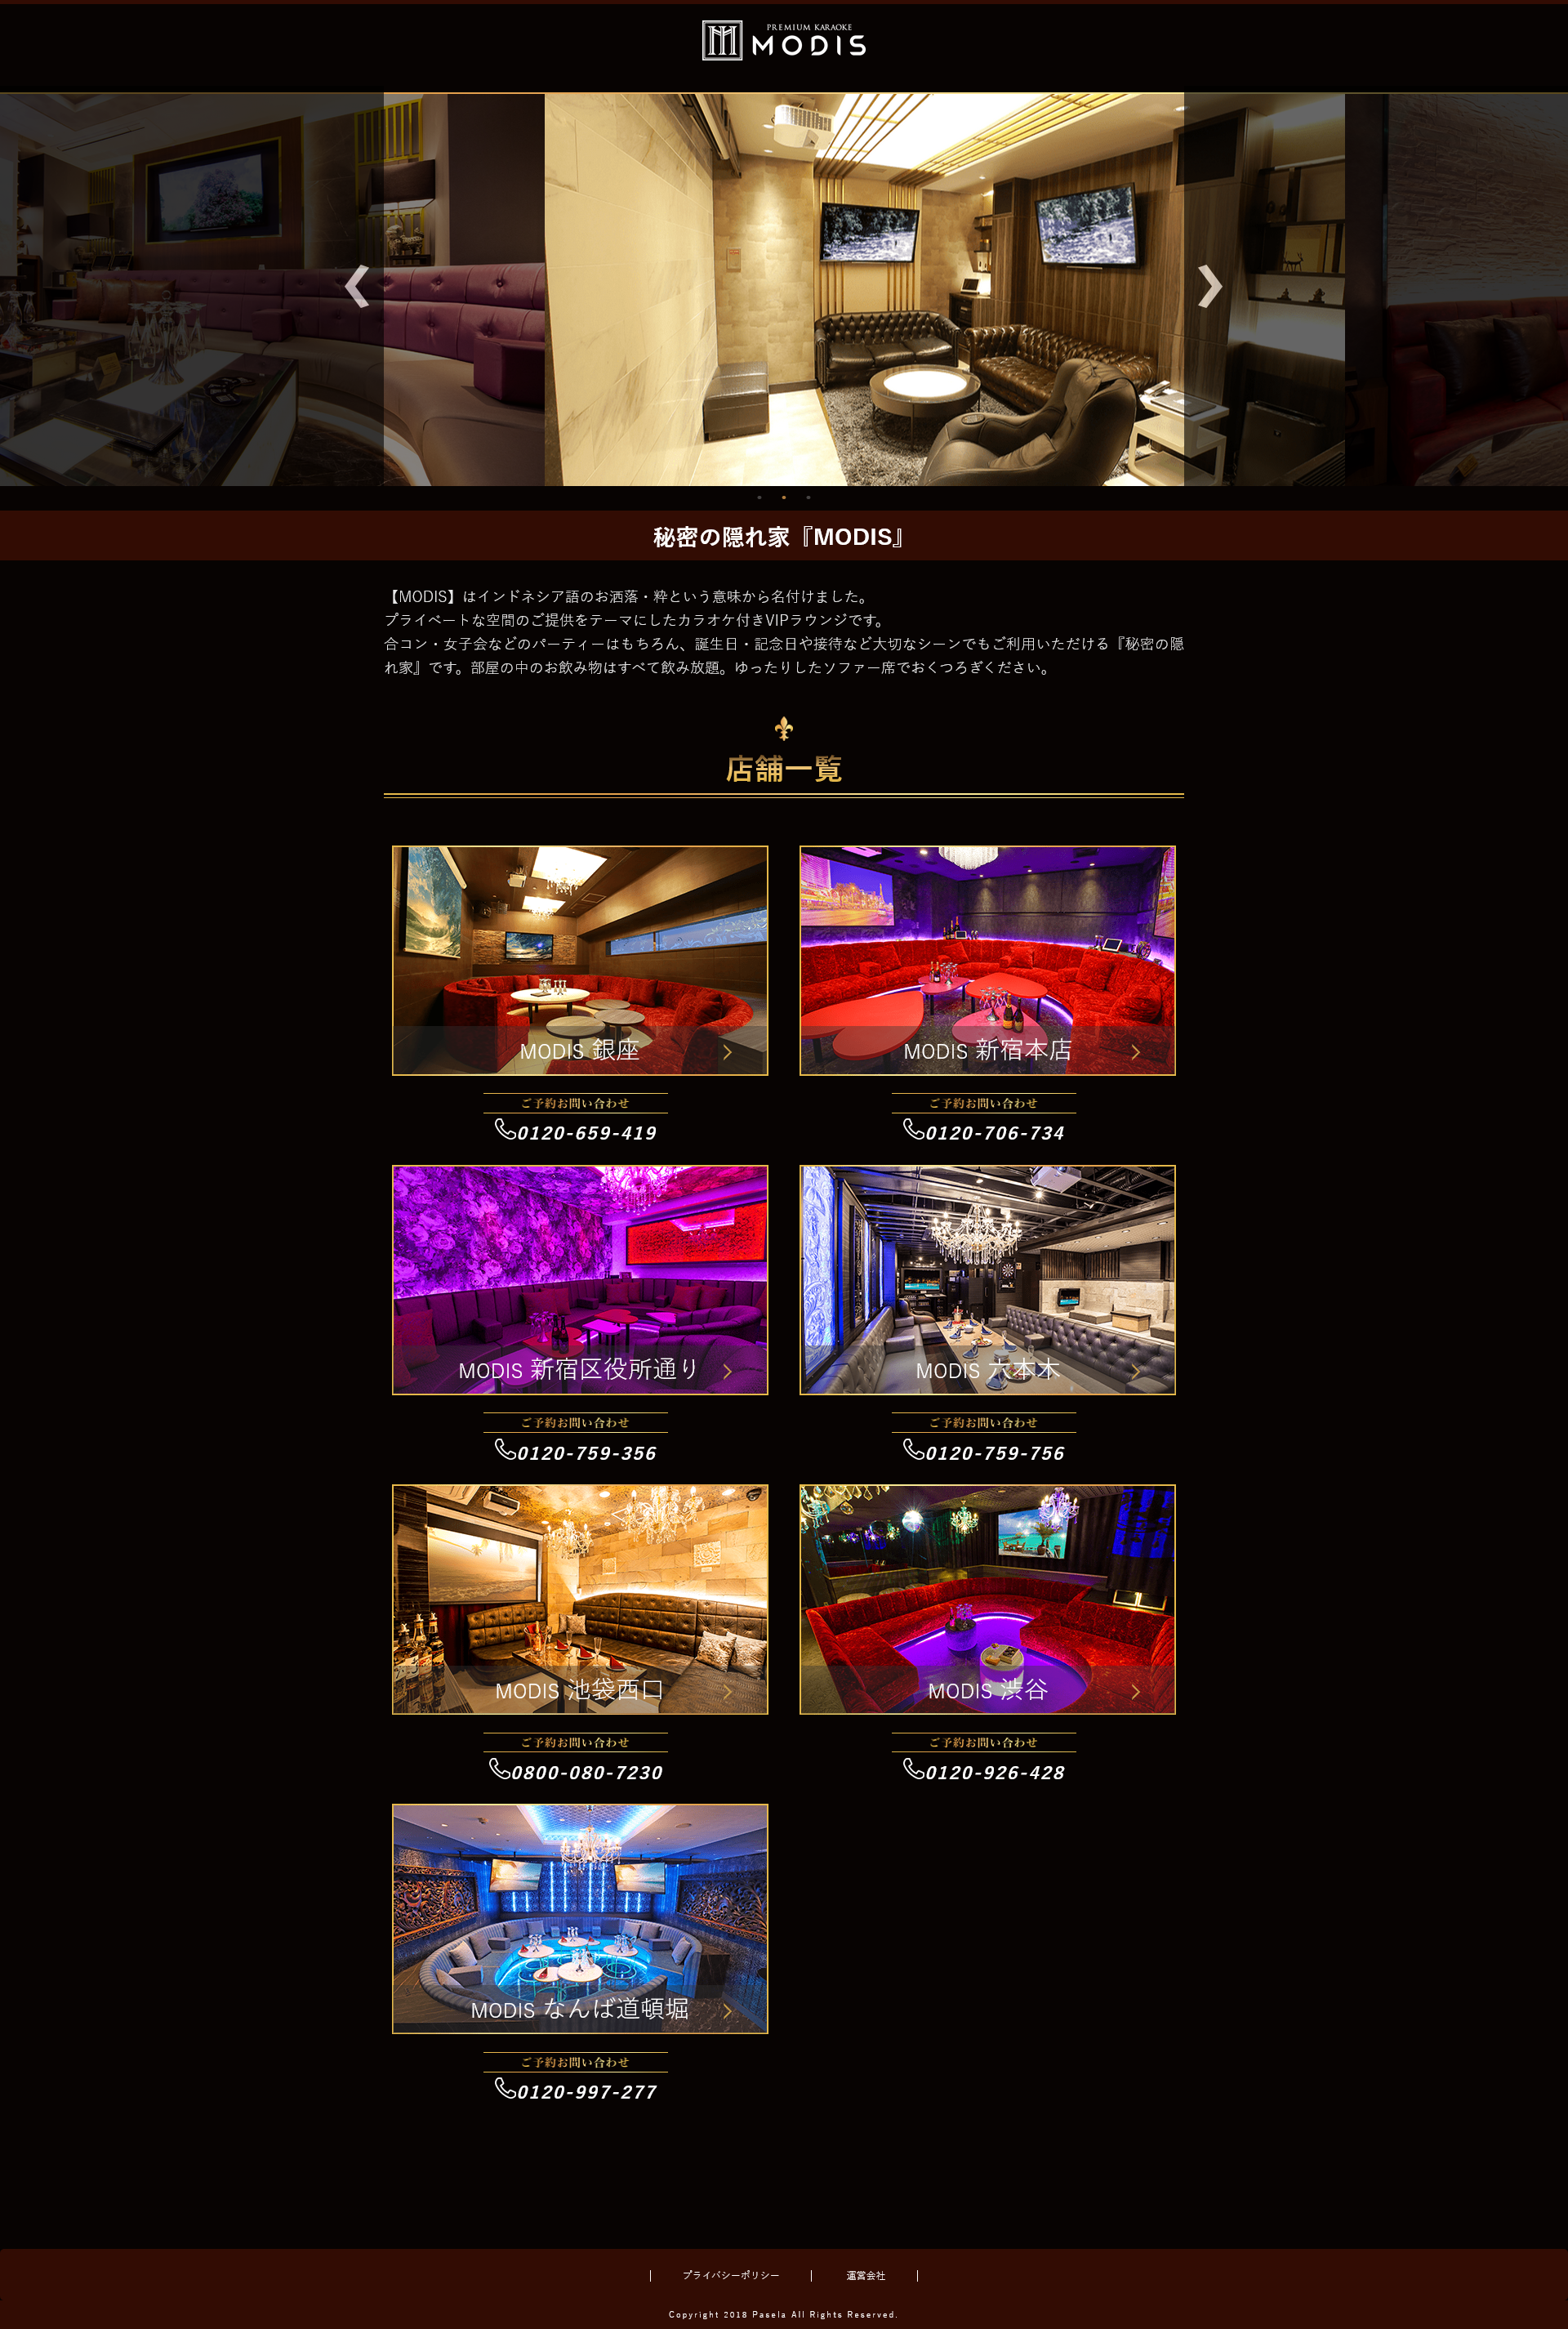 PREMIUM KARAOKE
MODIS
秘密の隠れ家『MODIS』
【MODIS】はインドネシア語のお洒落・粋という意味から名付けました。
プライベートな空間のご提供をテーマにしたカラオケ付きVIPラウンジです。
合コン・女子会などのパーティーはもちろん、誕生日・記念日や接待など大切なシーンでもご利用いただける『秘密の隠
れ家』です。部屋の中のお飲み物はすべて飲み放題。ゆったりしたソファー席でおくつろぎください。
店舗一覧
MODIS 銀座
ご予約お問い合わせ
0120-659-419
MODIS 新宿本店
ご予約お問い合わせ
0120-706-734
MODIS 新宿区役所通り
ご予約お問い合わせ
0120-759-356
MODIS 六本木
ご予約お問い合わせ
0120-759-756
MODIS 池袋西口
ご予約お問い合わせ
0800-080-7230
MODIS 渋谷
ご予約お問い合わせ
0120-926-428
MODIS なんば道頓堀
ご予約お問い合わせ
0120-997-277
プライバシーポリシー
運営会社
Copyright 2018 Pasela All Rights Reserved.